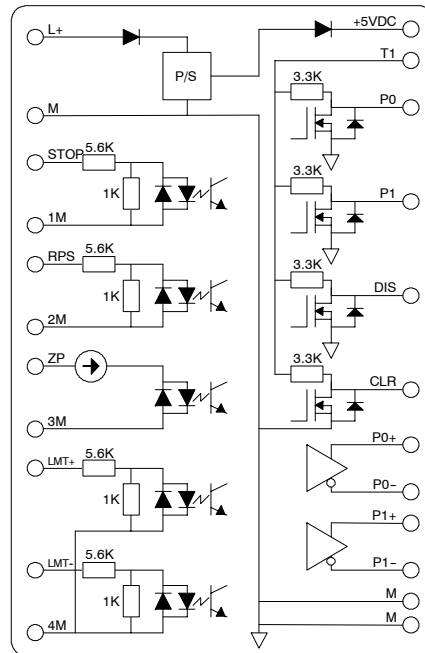 L+
+5VDC
T1
P/S
3.3K
P0
M
STOP
5.6K
1K
1M
3.3K
P1
RPS
5.6K
1K
2M
3.3K
DIS
ZP
3M
3.3K
CLR
LMT+
5.6K
1K
P0+
P0−
LMT-
5.6K
1K
4M
P1+
P1−
M
M